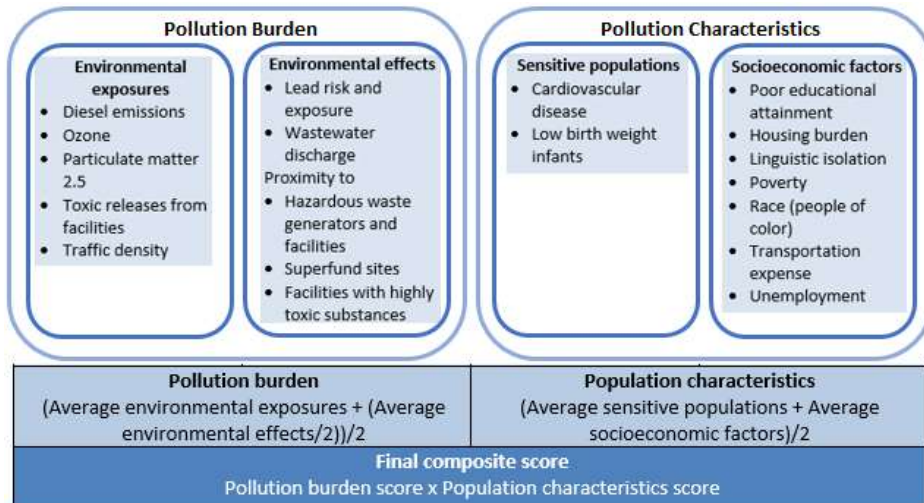 Pollution Burden
Environmental
exposures
• Diesel emissions
• Ozone
• Particulate matter
2.5
• Toxic releases from
facilities
• Traffic density
Environmental effects
• Lead risk and
exposure
• Wastewater
discharge
Proximity to
• Hazardous waste
generators and
facilities
• Superfund sites
• Facilities with highly
toxic substances
Pollution Characteristics
Sensitive populations
• Cardiovascular
disease
• Low birth weight
infants
Socioeconomic factors
• Poor educational
attainment
• Housing burden
• Linguistic isolation
• Poverty
• Race (people of
color)
• Transportation
expense
• Unemployment
Pollution burden
(Average environmental exposures + (Average
environmental effects/2))/2
Population characteristics
(Average sensitive populations + Average
socioeconomic factors)/2
Final composite score
Pollution burden score x Population characteristics score